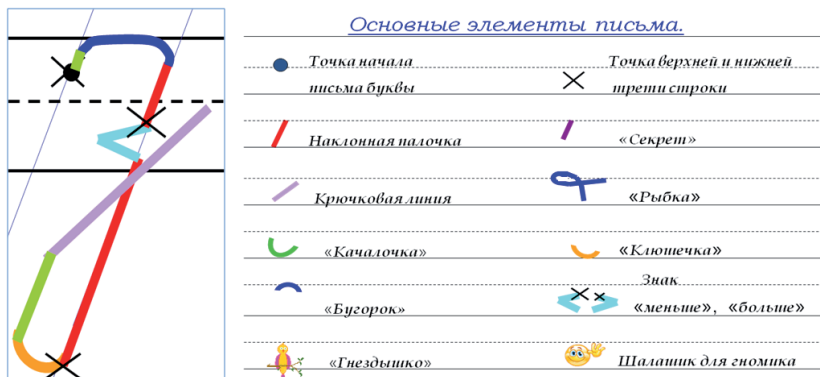 Основные элементы письма.
Точка начала
письма буквы
Точка верхней и нижней
трети строки
Наклонная палочка
«Секрет»
Крючковая линия
«Рыбка»
«Качалочка»
«Клюшечка»
«Бугорок»
Знак
«меньше», «больше»
«Гнездышко»
Шалашик для гномика